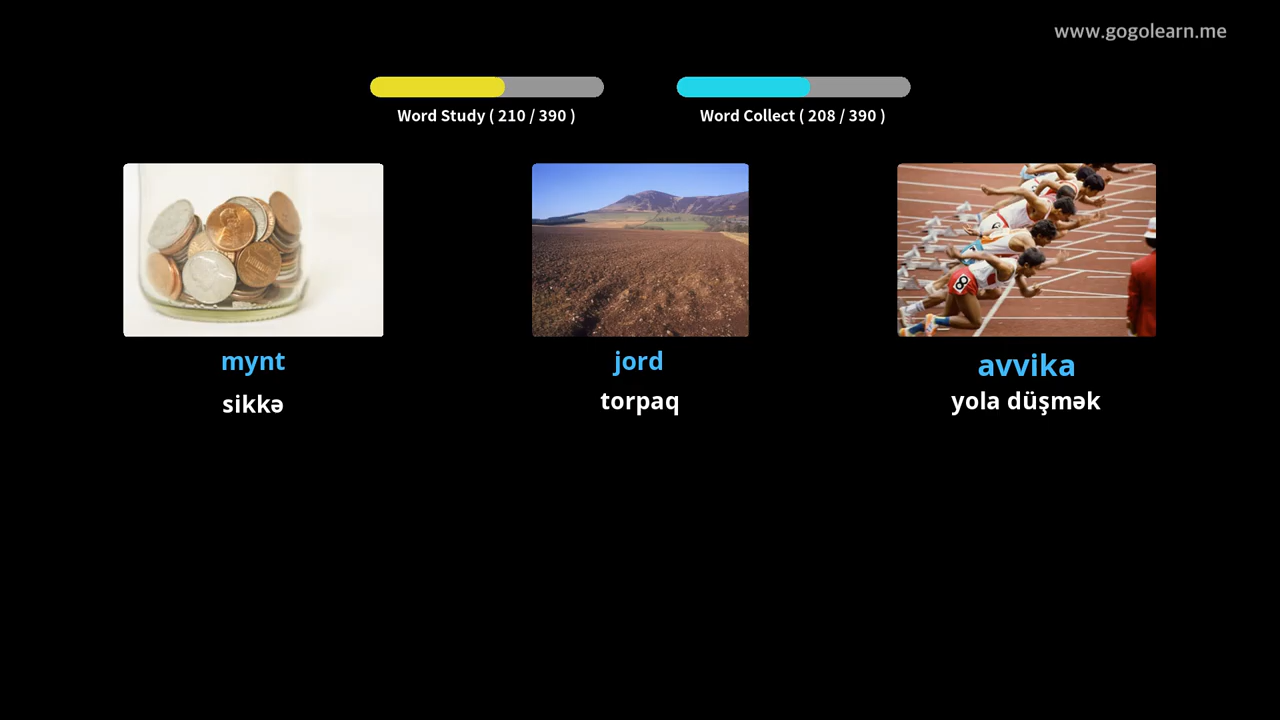 www.gogolearn.me
Word Study ( 210 / 390 )
Word Collect ( 208 / 390 )
mynt
jord
avvika
sikkə
torpaq
yola düşmək